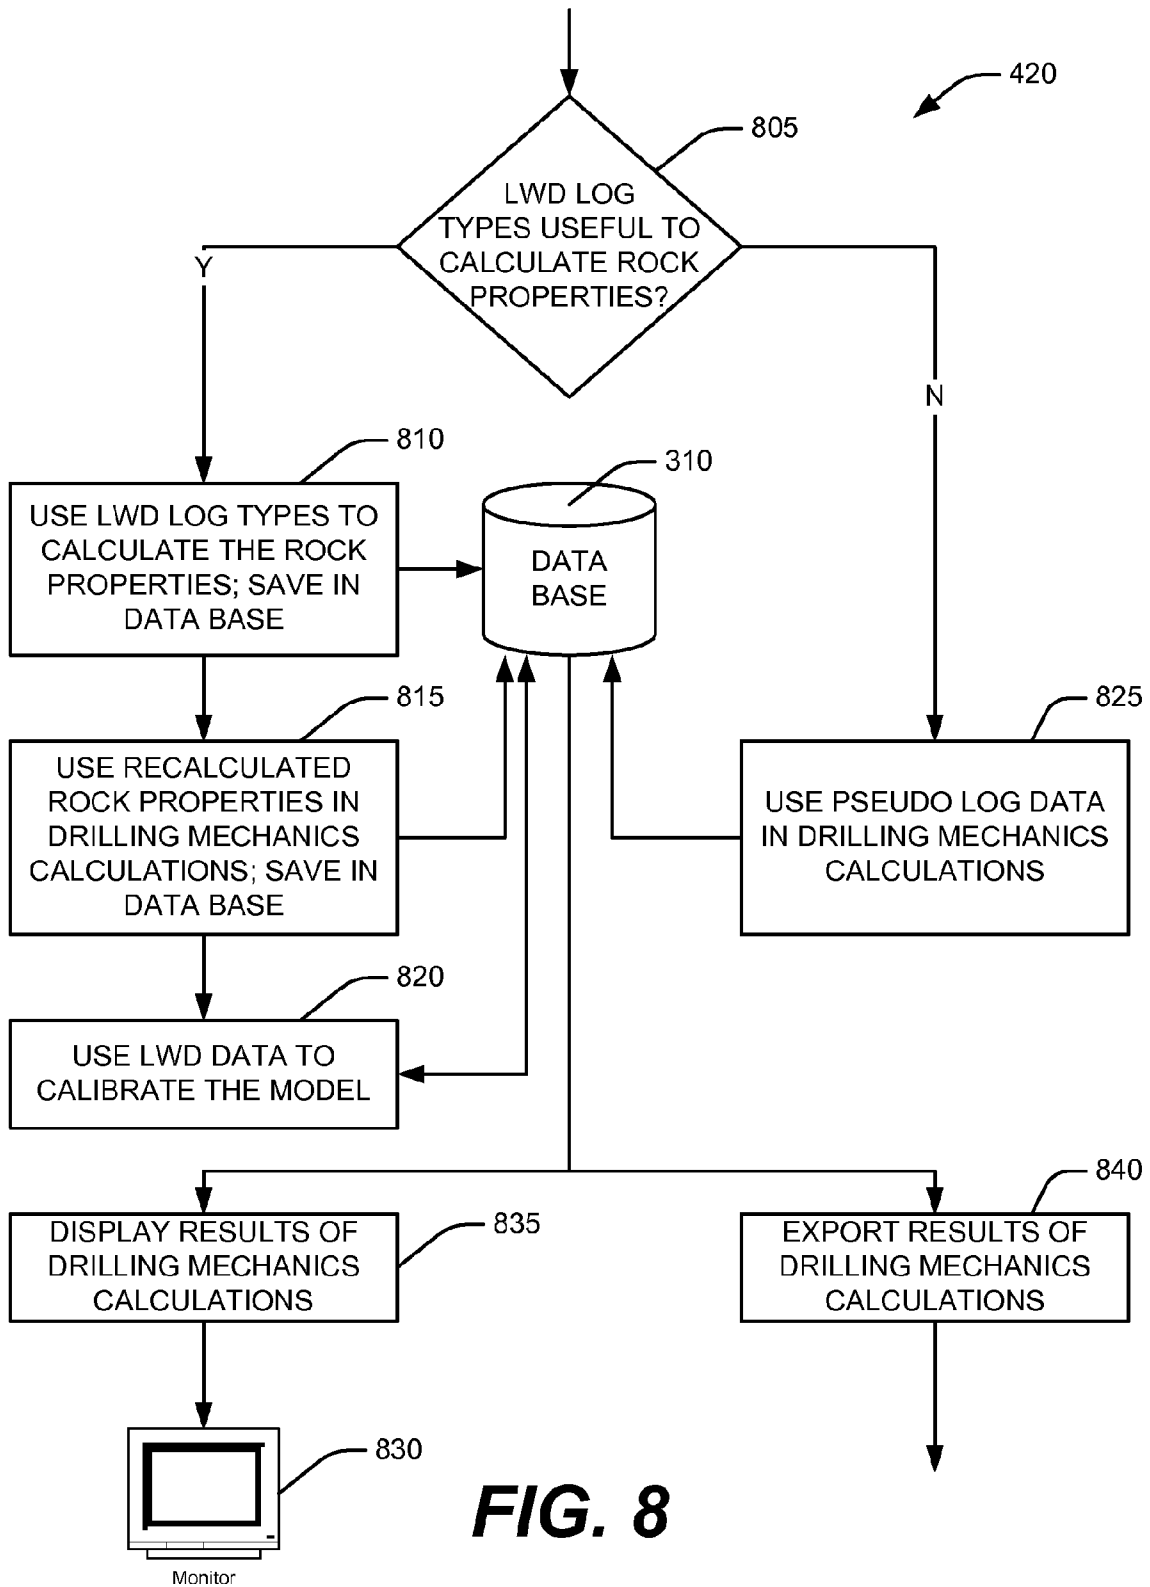 420
805
LWD LOG
TYPES USEFUL TO
CALCULATE ROCK
PROPERTIES?
Y
N
810
310
USE LWD LOG TYPES TO
CALCULATE THE ROCK
PROPERTIES; SAVE IN
DATA BASE
DATA
BASE
815
825
USE RECALCULATED
ROCK PROPERTIES IN
DRILLING MECHANICS
CALCULATIONS; SAVE IN
DATA BASE
USE PSEUDO LOG DATA
IN DRILLING MECHANICS
CALCULATIONS
820
USE LWD DATA TO
CALIBRATE THE MODEL
835
840
DISPLAY RESULTS OF
DRILLING MECHANICS
CALCULATIONS
EXPORT RESULTS OF
DRILLING MECHANICS
CALCULATIONS
830
Monitor
FIG. 8